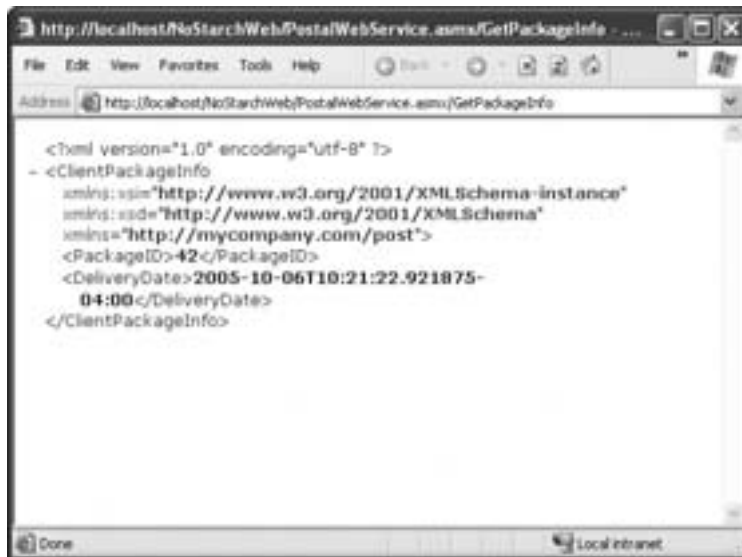 http://localhost/NoStarchWeb/PostalWebService.asmx/GetPackageInfo - ...
File Edit View Favorites Tools Help Back
Address http://localhost/NoStarchWeb/PostalWebService.asmx/GetPackageInfo
<?xml version="1.0" encoding="utf-8" ?>
- <ClientPackageInfo
xmlns:xsi="http://www.w3.org/2001/XMLSchema-instance"
xmlns:xsd="http://www.w3.org/2001/XMLSchema"
xmlns="http://mycompany.com/post">
<PackageID>42</PackageID>
<DeliveryDate>2005-10-06T10:21:22.921875-
04:00</DeliveryDate>
</ClientPackageInfo>
Done Local intranet